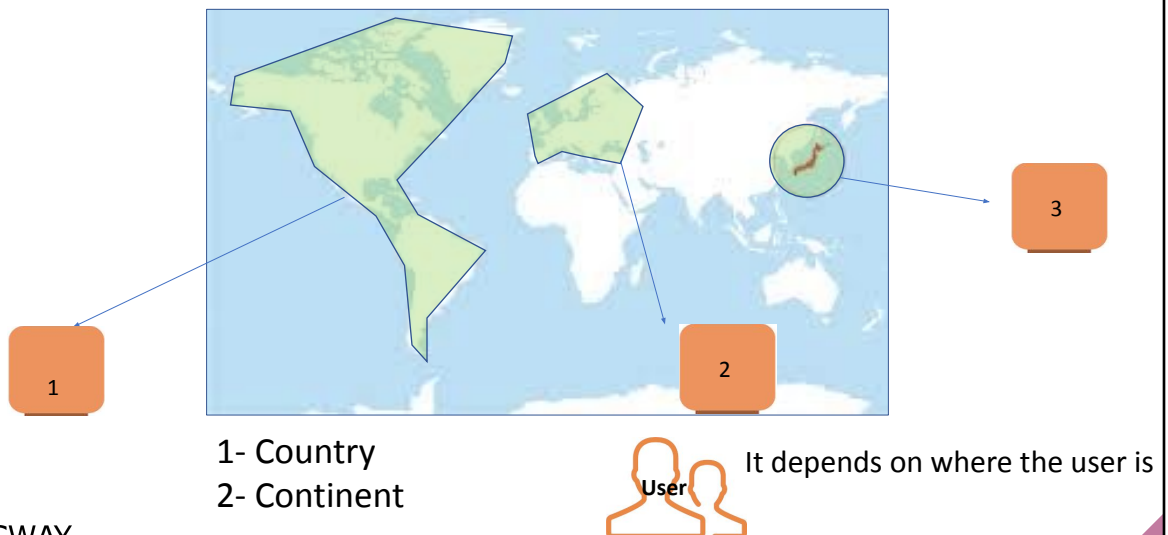 3
2
1
1- Country
2- Continent
User
It depends on where the user is